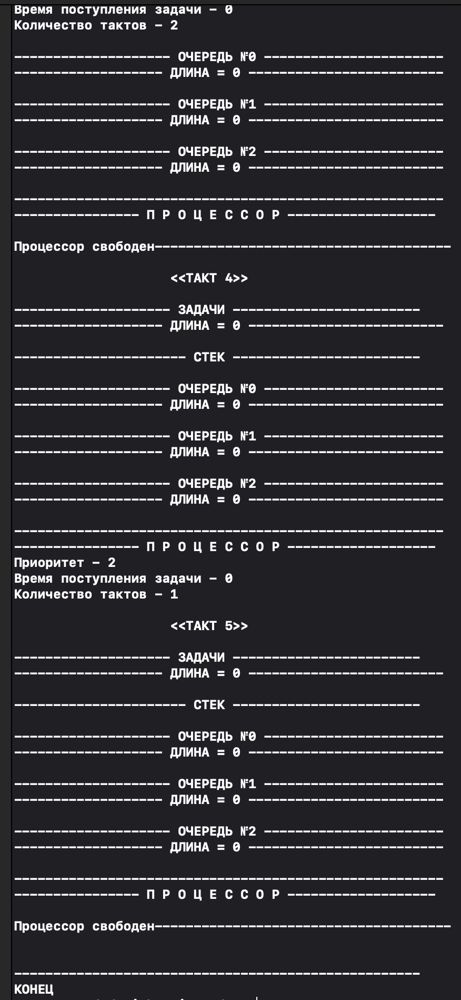 Время поступления задачи - 0
Количество тактов - 2
-------------------- ОЧЕРЕДЬ №0 -----------------------
------------------- ДЛИНА = 0 -------------------------
-------------------- ОЧЕРЕДЬ №1 -----------------------
------------------- ДЛИНА = 0 -------------------------
-------------------- ОЧЕРЕДЬ №2 -----------------------
------------------- ДЛИНА = 0 -------------------------
-------------------------------------------------------
---------------- П Р О Ц Е С С О Р -------------------
Процессор свободен--------------------------------------
<<ТАКТ 4>>
-------------------- ЗАДАЧИ ------------------------
------------------- ДЛИНА = 0 -------------------------
---------------------- СТЕК ------------------------
-------------------- ОЧЕРЕДЬ №0 -----------------------
------------------- ДЛИНА = 0 -------------------------
-------------------- ОЧЕРЕДЬ №1 -----------------------
------------------- ДЛИНА = 0 -------------------------
-------------------- ОЧЕРЕДЬ №2 -----------------------
------------------- ДЛИНА = 0 -------------------------
-------------------------------------------------------
---------------- П Р О Ц Е С С О Р -------------------
Приоритет - 2
Время поступления задачи - 0
Количество тактов - 1
<<ТАКТ 5>>
-------------------- ЗАДАЧИ ------------------------
------------------- ДЛИНА = 0 -------------------------
---------------------- СТЕК ------------------------
-------------------- ОЧЕРЕДЬ №0 -----------------------
------------------- ДЛИНА = 0 -------------------------
-------------------- ОЧЕРЕДЬ №1 -----------------------
------------------- ДЛИНА = 0 -------------------------
-------------------- ОЧЕРЕДЬ №2 -----------------------
------------------- ДЛИНА = 0 -------------------------
-------------------------------------------------------
---------------- П Р О Ц Е С С О Р -------------------
Процессор свободен--------------------------------------
----------------------------------------------------
КОНЕЦ